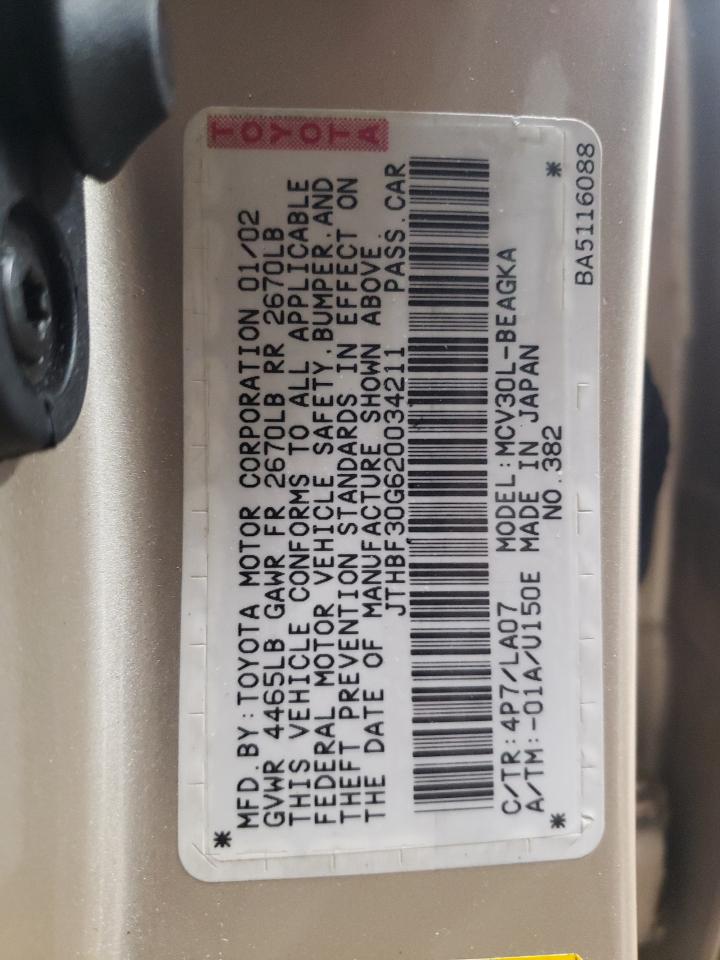 TOYOTA
MFD.BY:TOYOTA MOTOR CORPORATION 01/02
GVWR 4465LB GAWR FR 2670LB RR 2670LB
THIS VEHICLE CONFORMS TO ALL APPLICABLE
FEDERAL MOTOR VEHICLE SAFETY,BUMPER,AND
THEFT PREVENTION STANDARDS IN EFFECT ON
THE DATE OF MANUFACTURE SHOWN ABOVE.
JTHBF30G620034211 PASS.CAR
C/TR:4P7/LA07 MODEL:MCV30L-BEAGKA
A/TM:-01A/U150E MADE IN JAPAN
NO.382
BA5116088